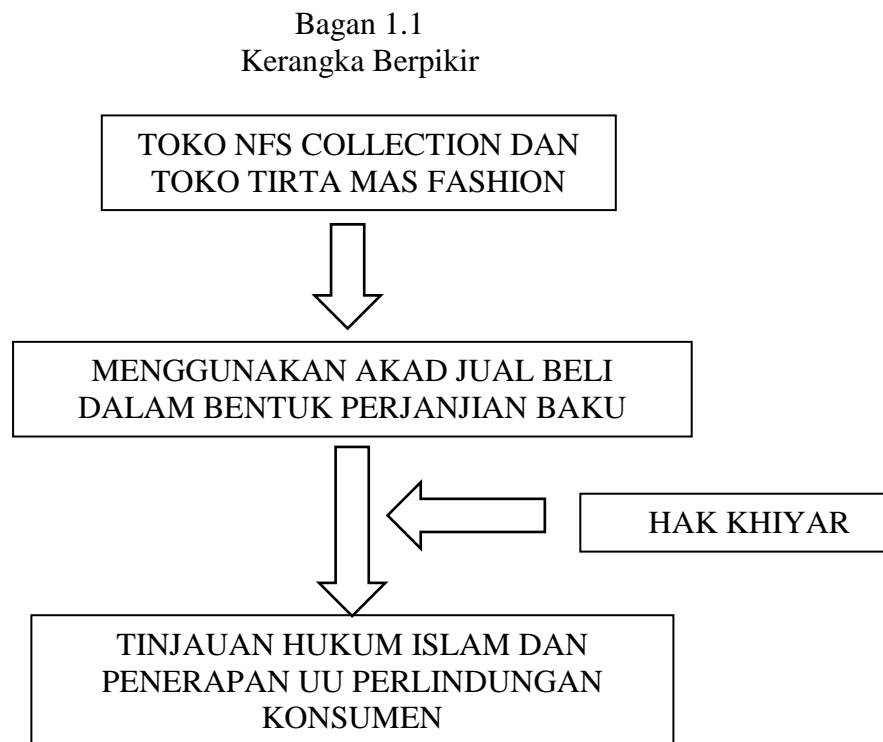 Bagan 1.1
Kerangka Berpikir
TOKO NFS COLLECTION DAN
TOKO TIRTA MAS FASHION
MENGGUNAKAN AKAD JUAL BELI
DALAM BENTUK PERJANJIAN BAKU
HAK KHIYAR
TINJAUAN HUKUM ISLAM DAN
PENERAPAN UU PERLINDUNGAN
KONSUMEN